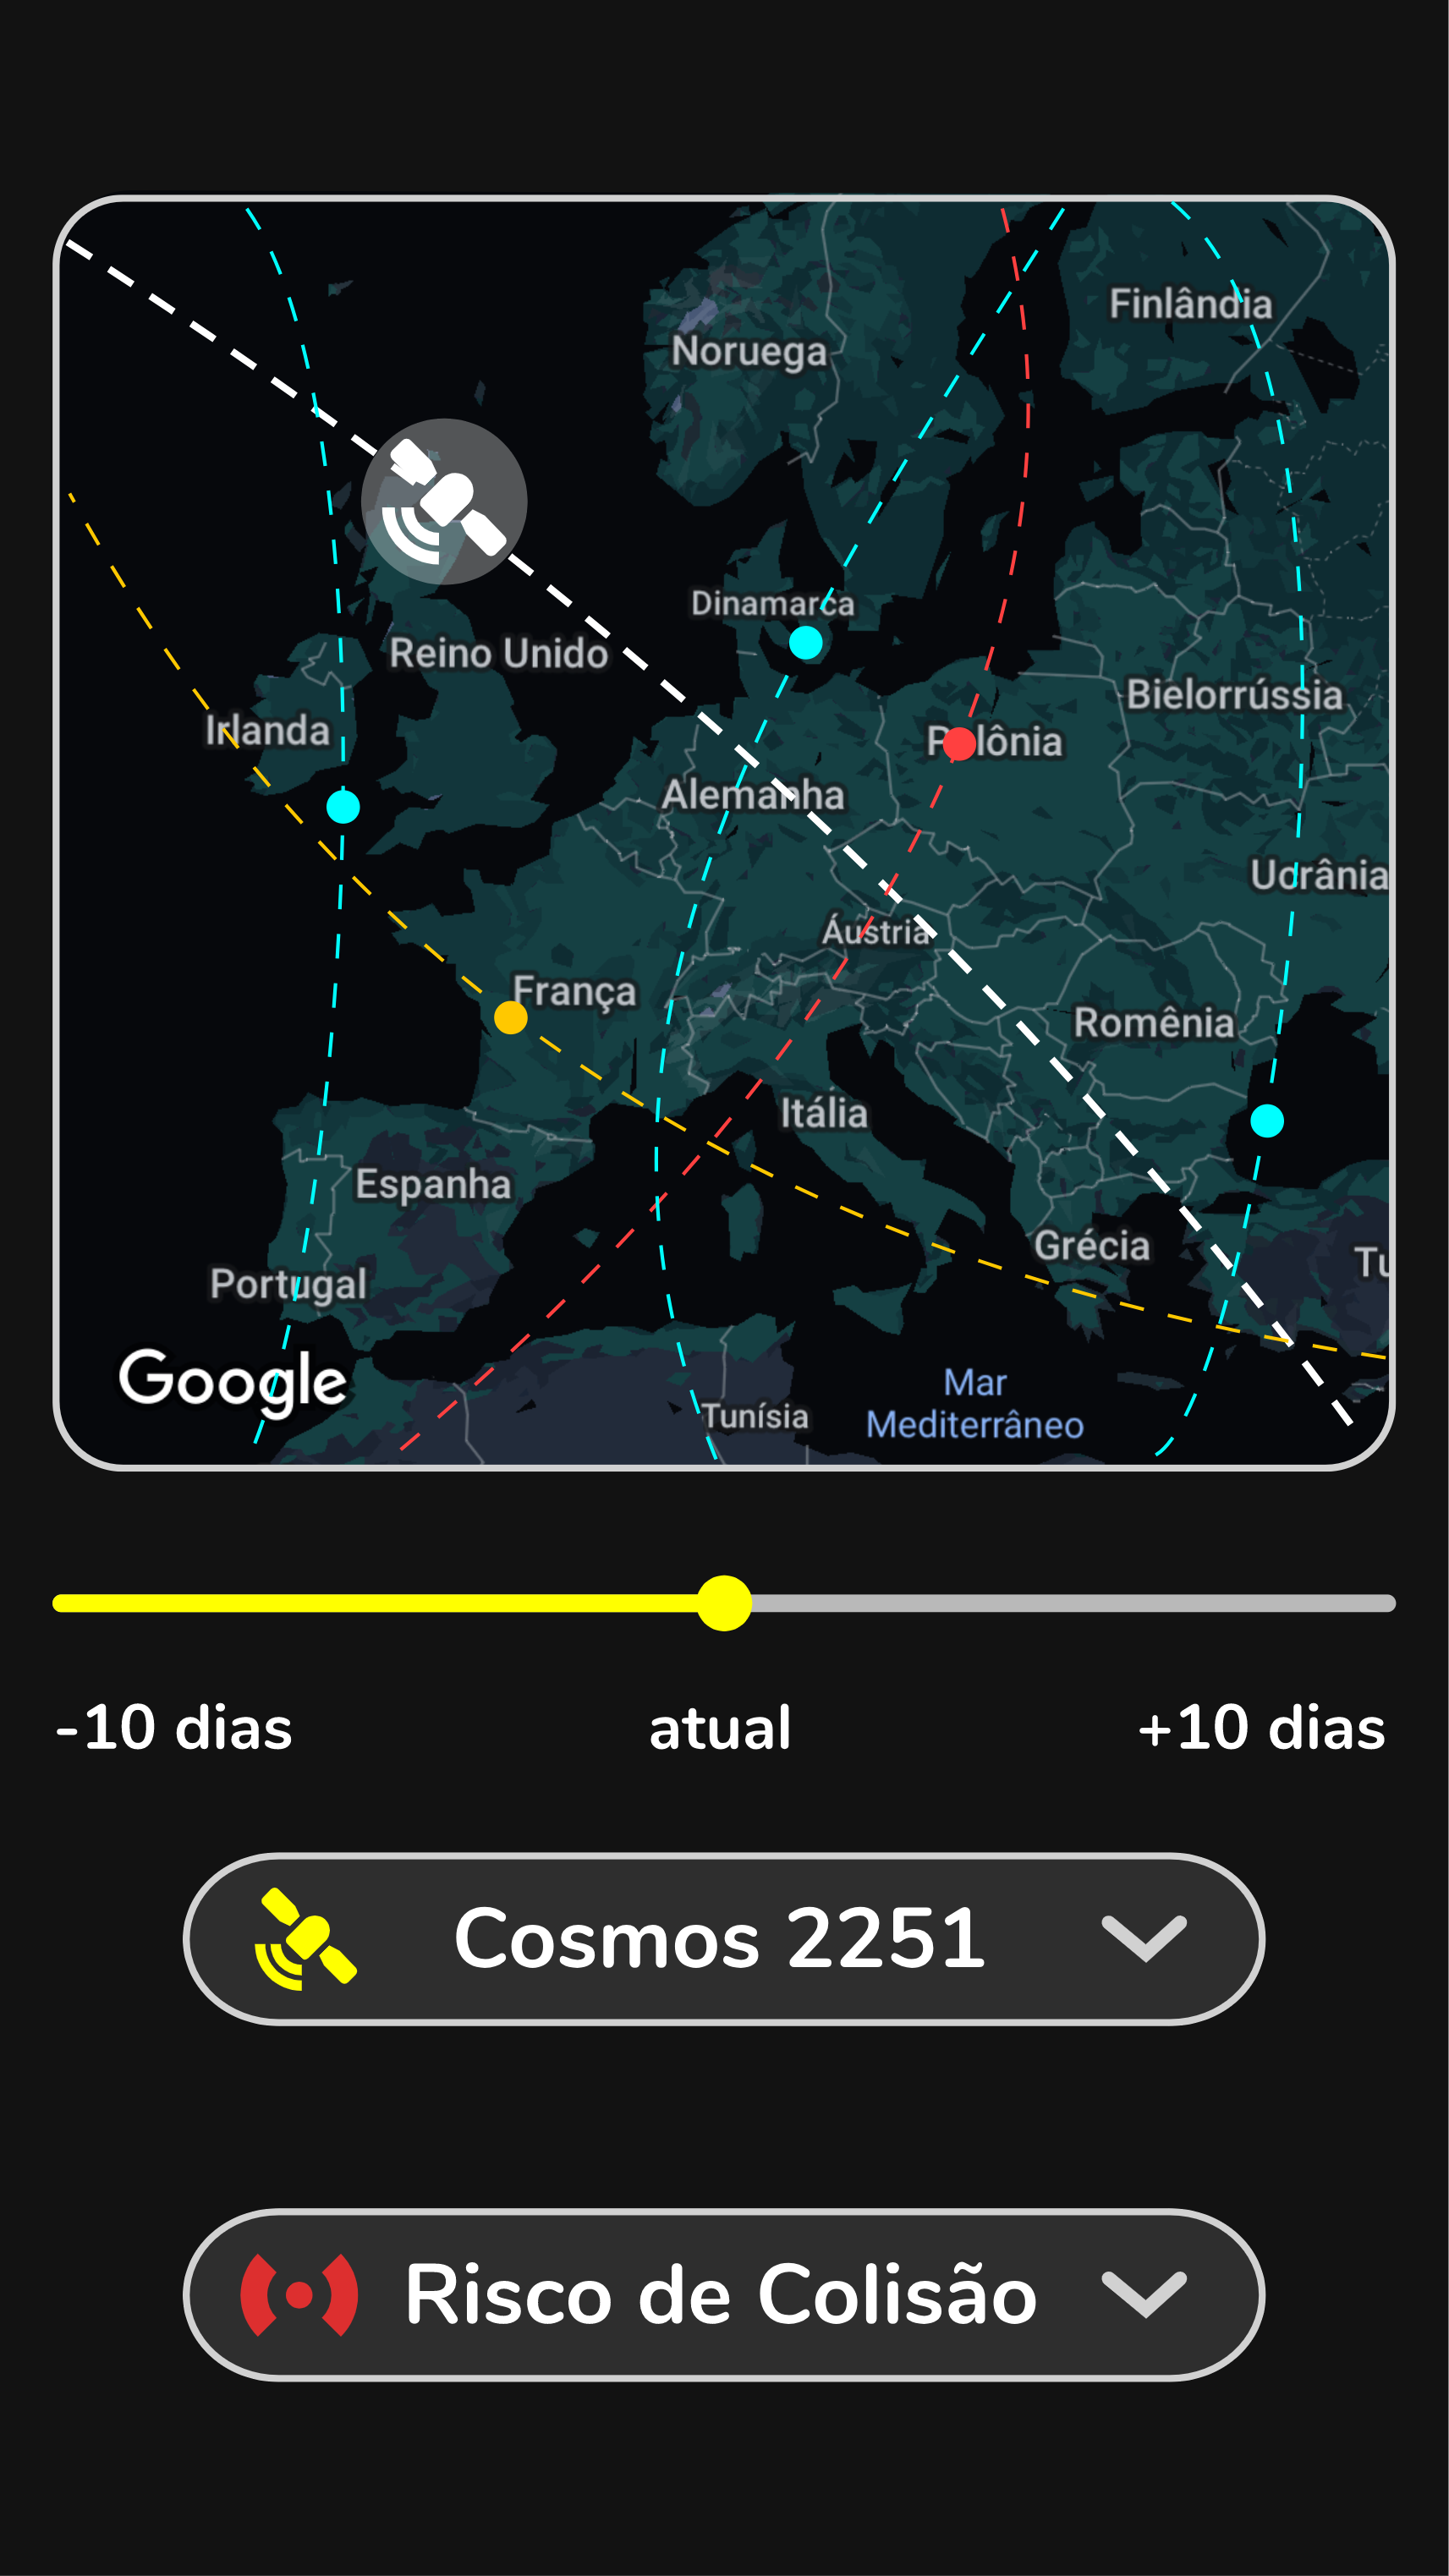 Finlândia
Noruega
Dinamarca
Reino Unido
Bielorrússia
Irlanda
Polônia
Alemanha
Ucrânia
Áustria
França
Romênia
Itália
Espanha
Grécia
Tu
Portugal
Google
Mar
Mediterrâneo
Tunísia
-10 dias atual +10 dias
Cosmos 2251
Risco de Colisão